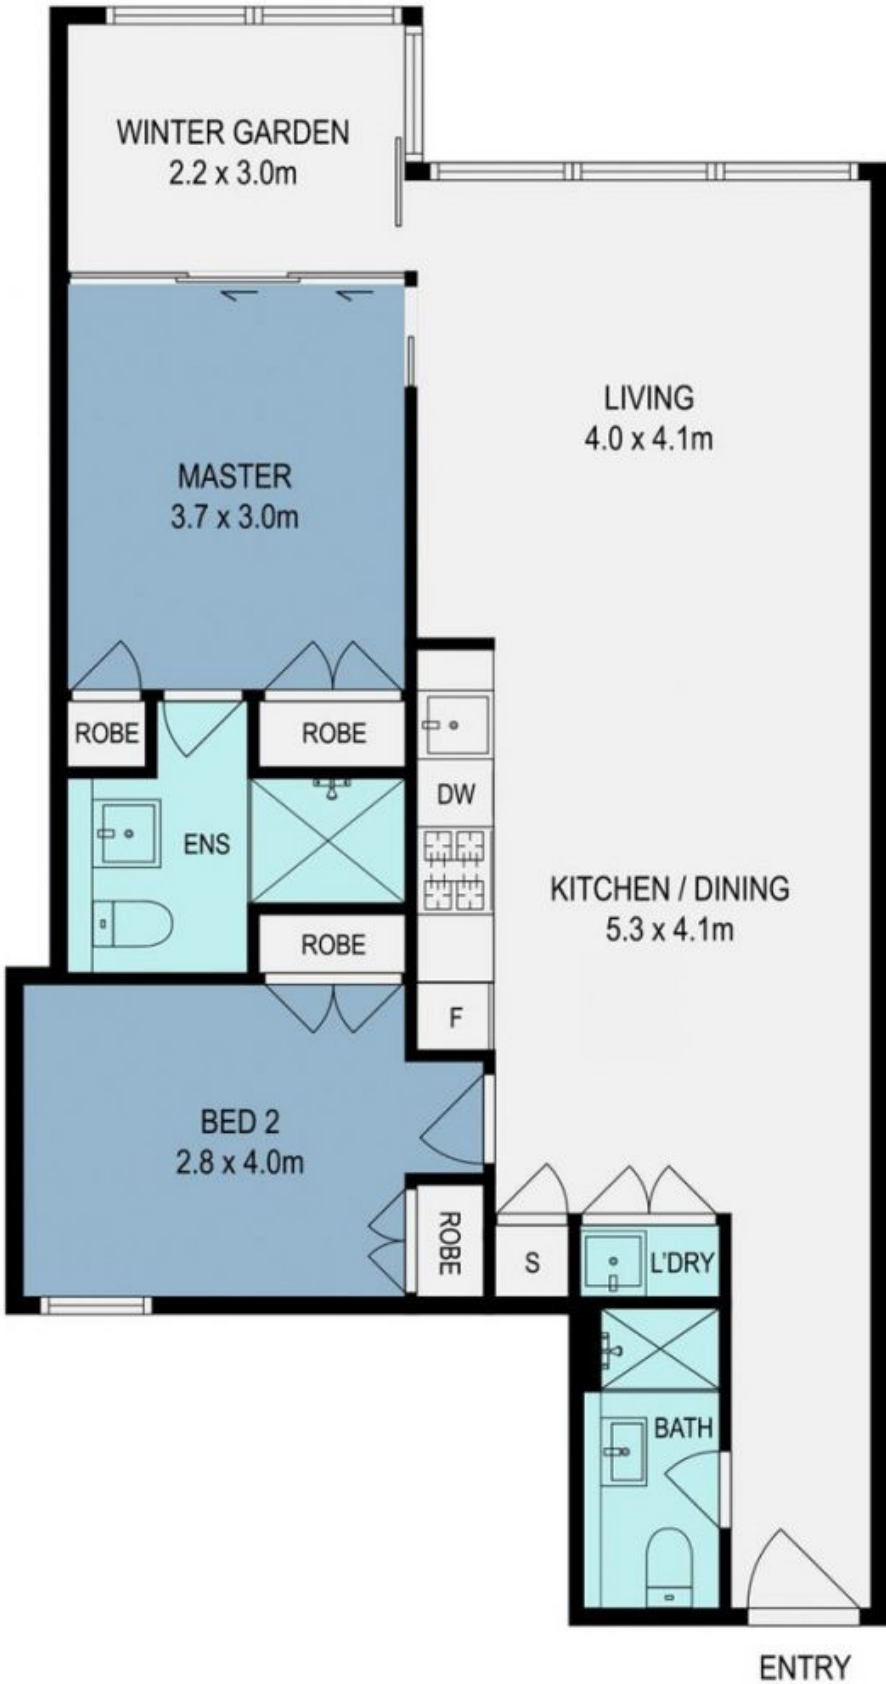 WINTER GARDEN
2.2 x 3.0m
LIVING
4.0 x 4.1m
MASTER
3.7 x 3.0m
ROBE
ROBE
DW
ENS
KITCHEN / DINING
5.3 x 4.1m
ROBE
F
BED 2
2.8 x 4.0m
ROBE
S
L'DRY
BATH
ENTRY